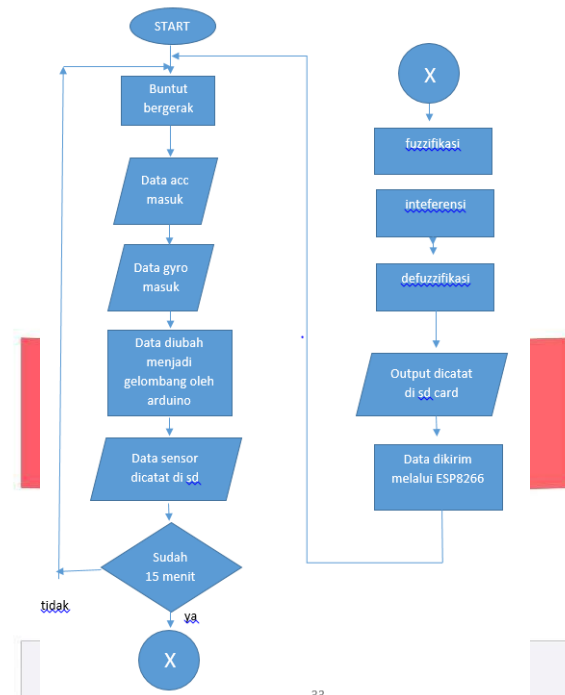 START
Buntut
bergerak
Data acc
masuk
Data gyro
masuk
Data diubah
menjadi
gelombang oleh
arduino
Data sensor
dicatat di sd
Sudah
15 menit
tidak
ya
X
X
fuzzifikasi
inteferensi
defuzzifikasi
Output dicatat
di sd card
Data dikirim
melalui ESP8266
33